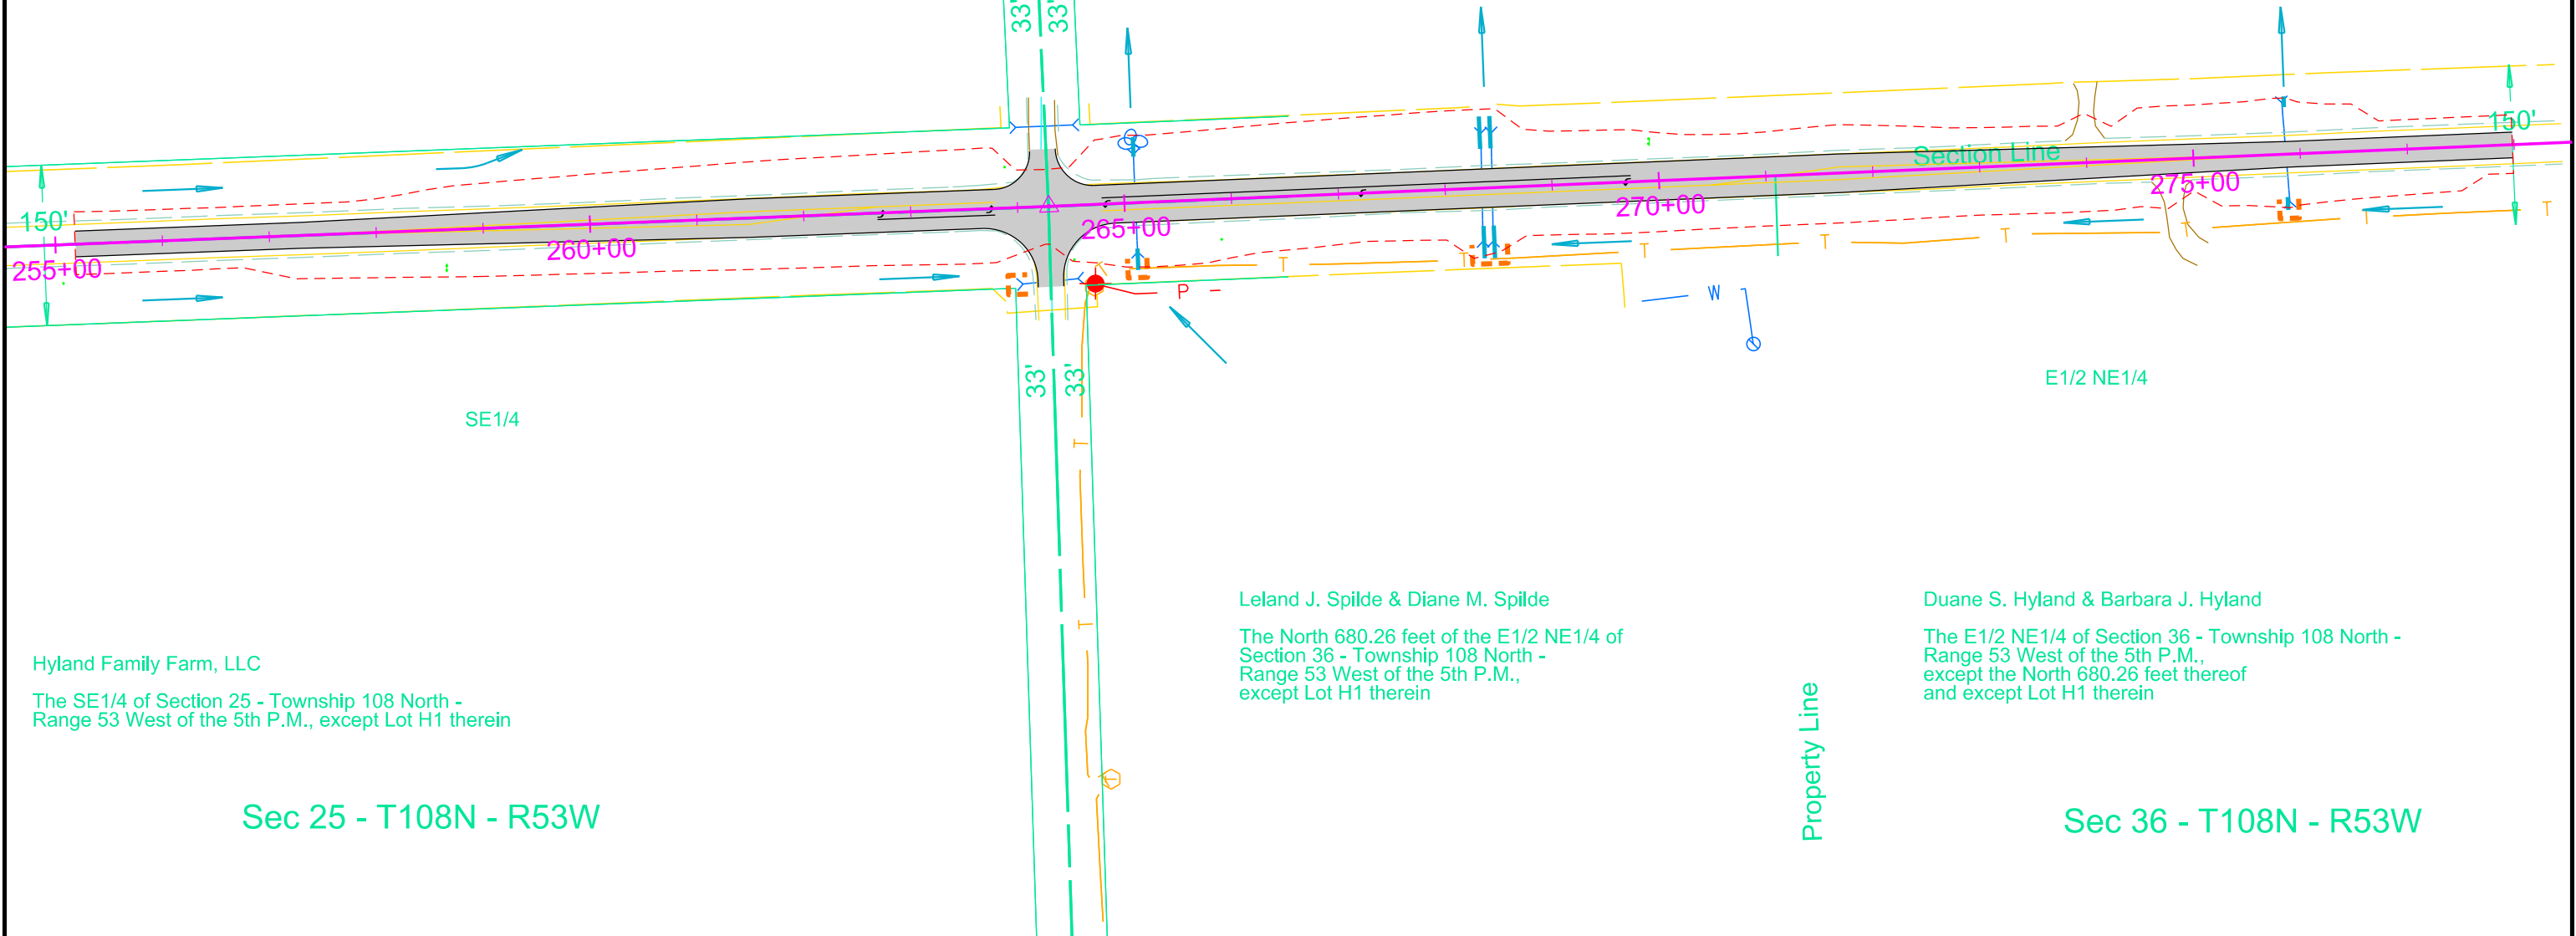 33'
33'
150'
150'
Section Line
255+00
260+00
265+00
270+00
275+00
T
T
T
T
T
T
T
T
P
W
33'
33'
SE1/4
E1/2 NE1/4
T
T
Leland J. Spilde & Diane M. Spilde
The North 680.26 feet of the E1/2 NE1/4 of
Section 36 - Township 108 North -
Range 53 West of the 5th P.M.,
except Lot H1 therein
Duane S. Hyland & Barbara J. Hyland
The E1/2 NE1/4 of Section 36 - Township 108 North -
Range 53 West of the 5th P.M.,
except the North 680.26 feet thereof
and except Lot H1 therein
Hyland Family Farm, LLC
The SE1/4 of Section 25 - Township 108 North -
Range 53 West of the 5th P.M., except Lot H1 therein
Property Line
T
Sec 25 - T108N - R53W
Sec 36 - T108N - R53W